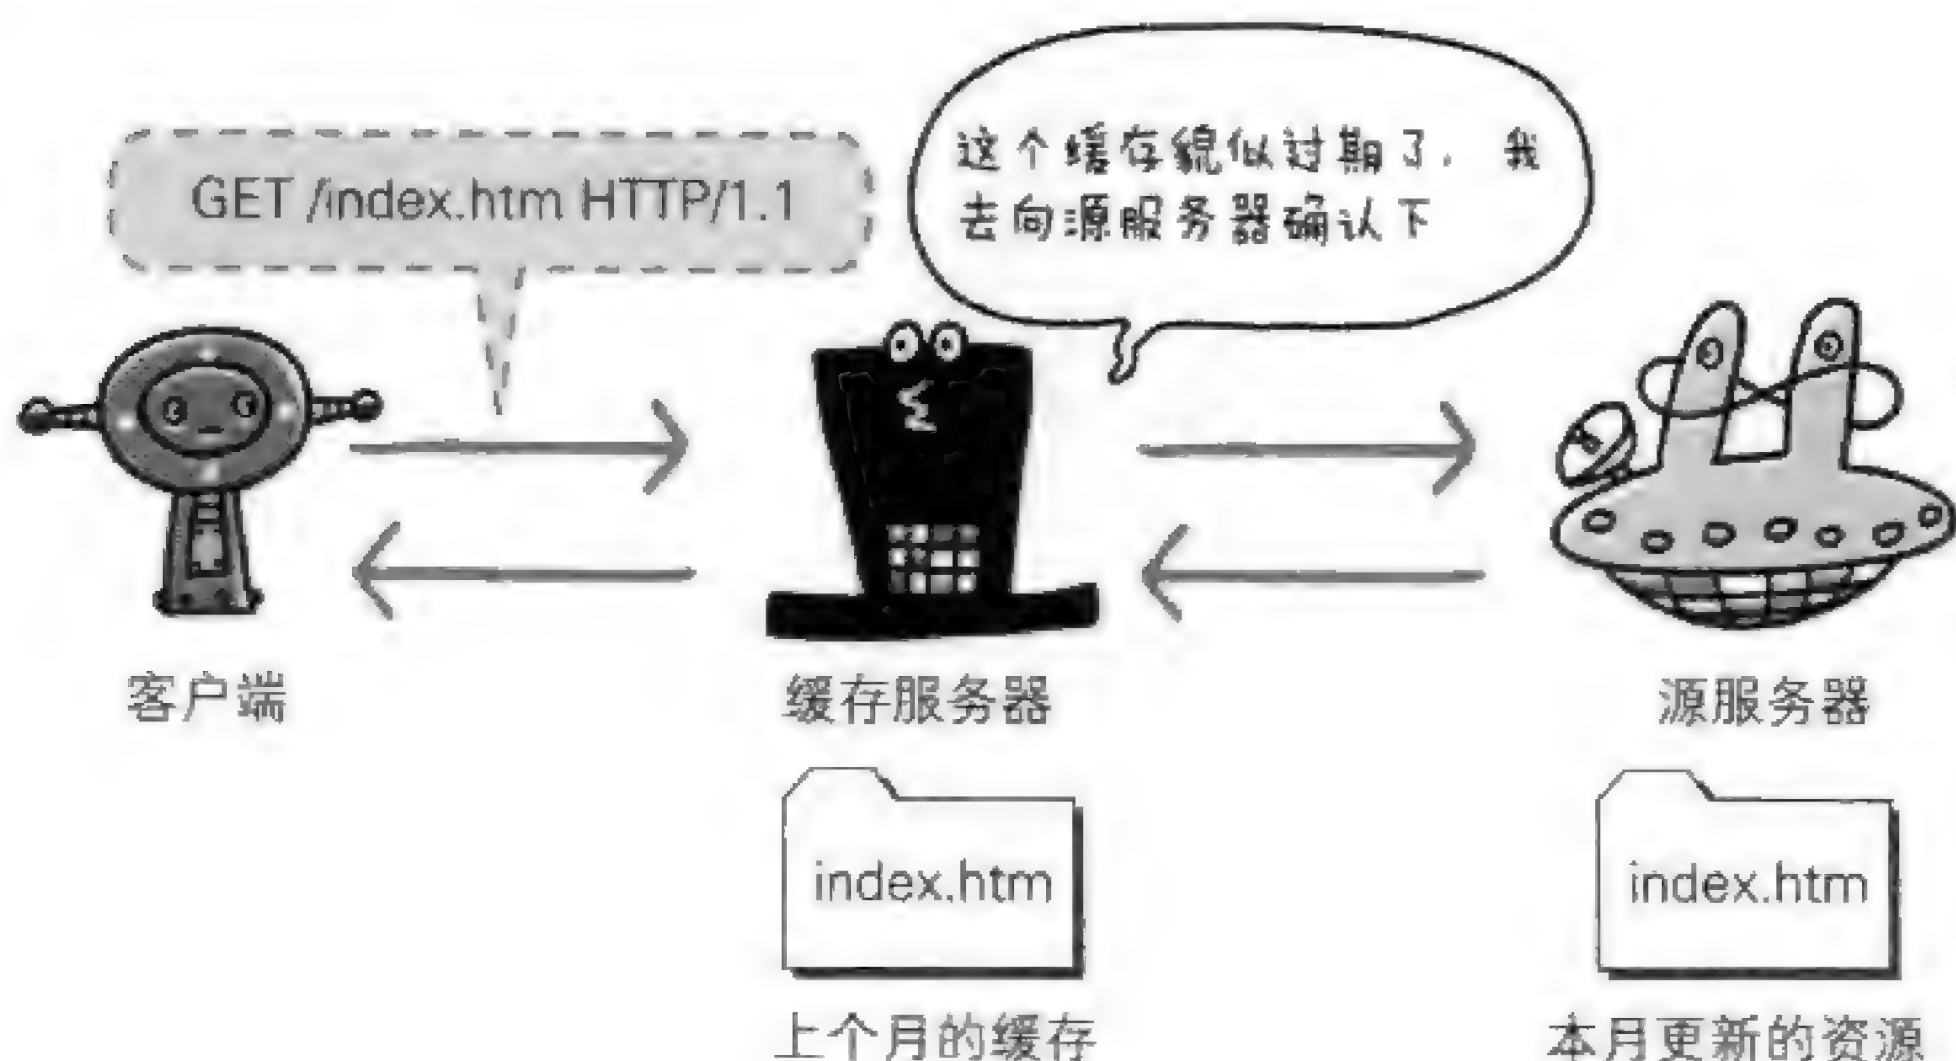 GET /index.htm HTTP/1.1
这个缓存貌似过期了，我
去向源服务器确认下
客户端
缓存服务器
源服务器
index.htm
index.htm
上个月的缓存
本月更新的资源